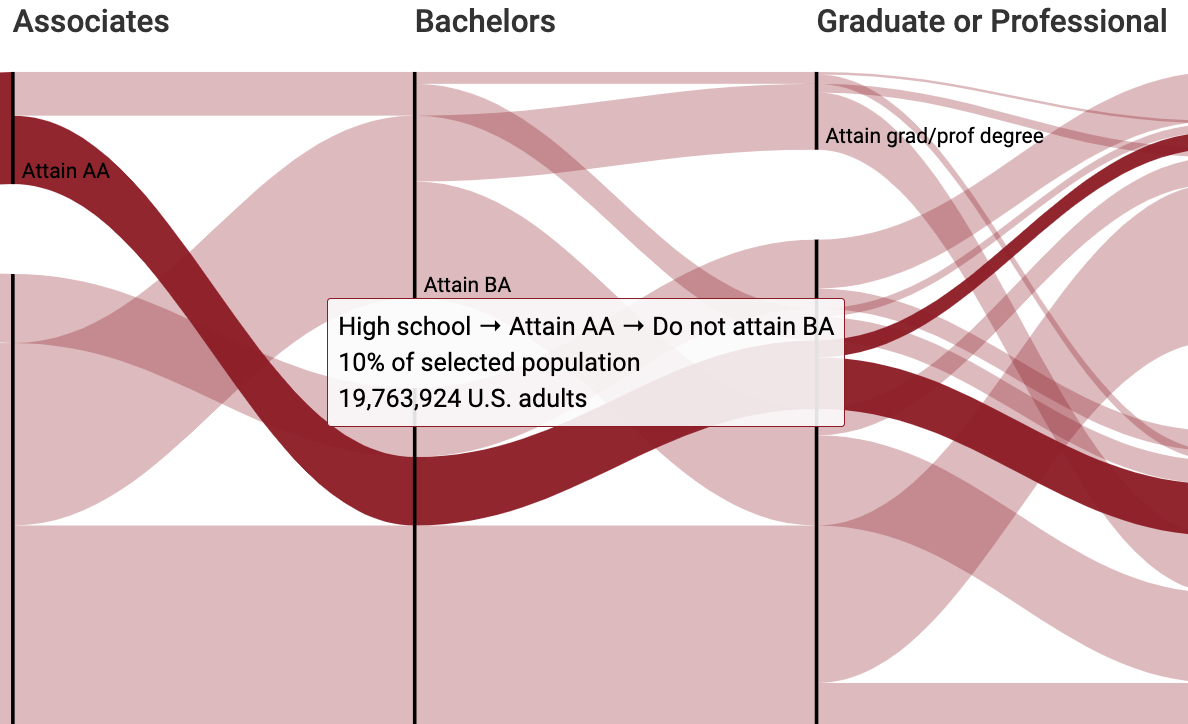 Associates
Bachelors
Graduate or Professional
Attain grad/prof degree
Attain AA
Attain BA
High school → Attain AA → Do not attain BA
10% of selected population
19,763,924 U.S. adults